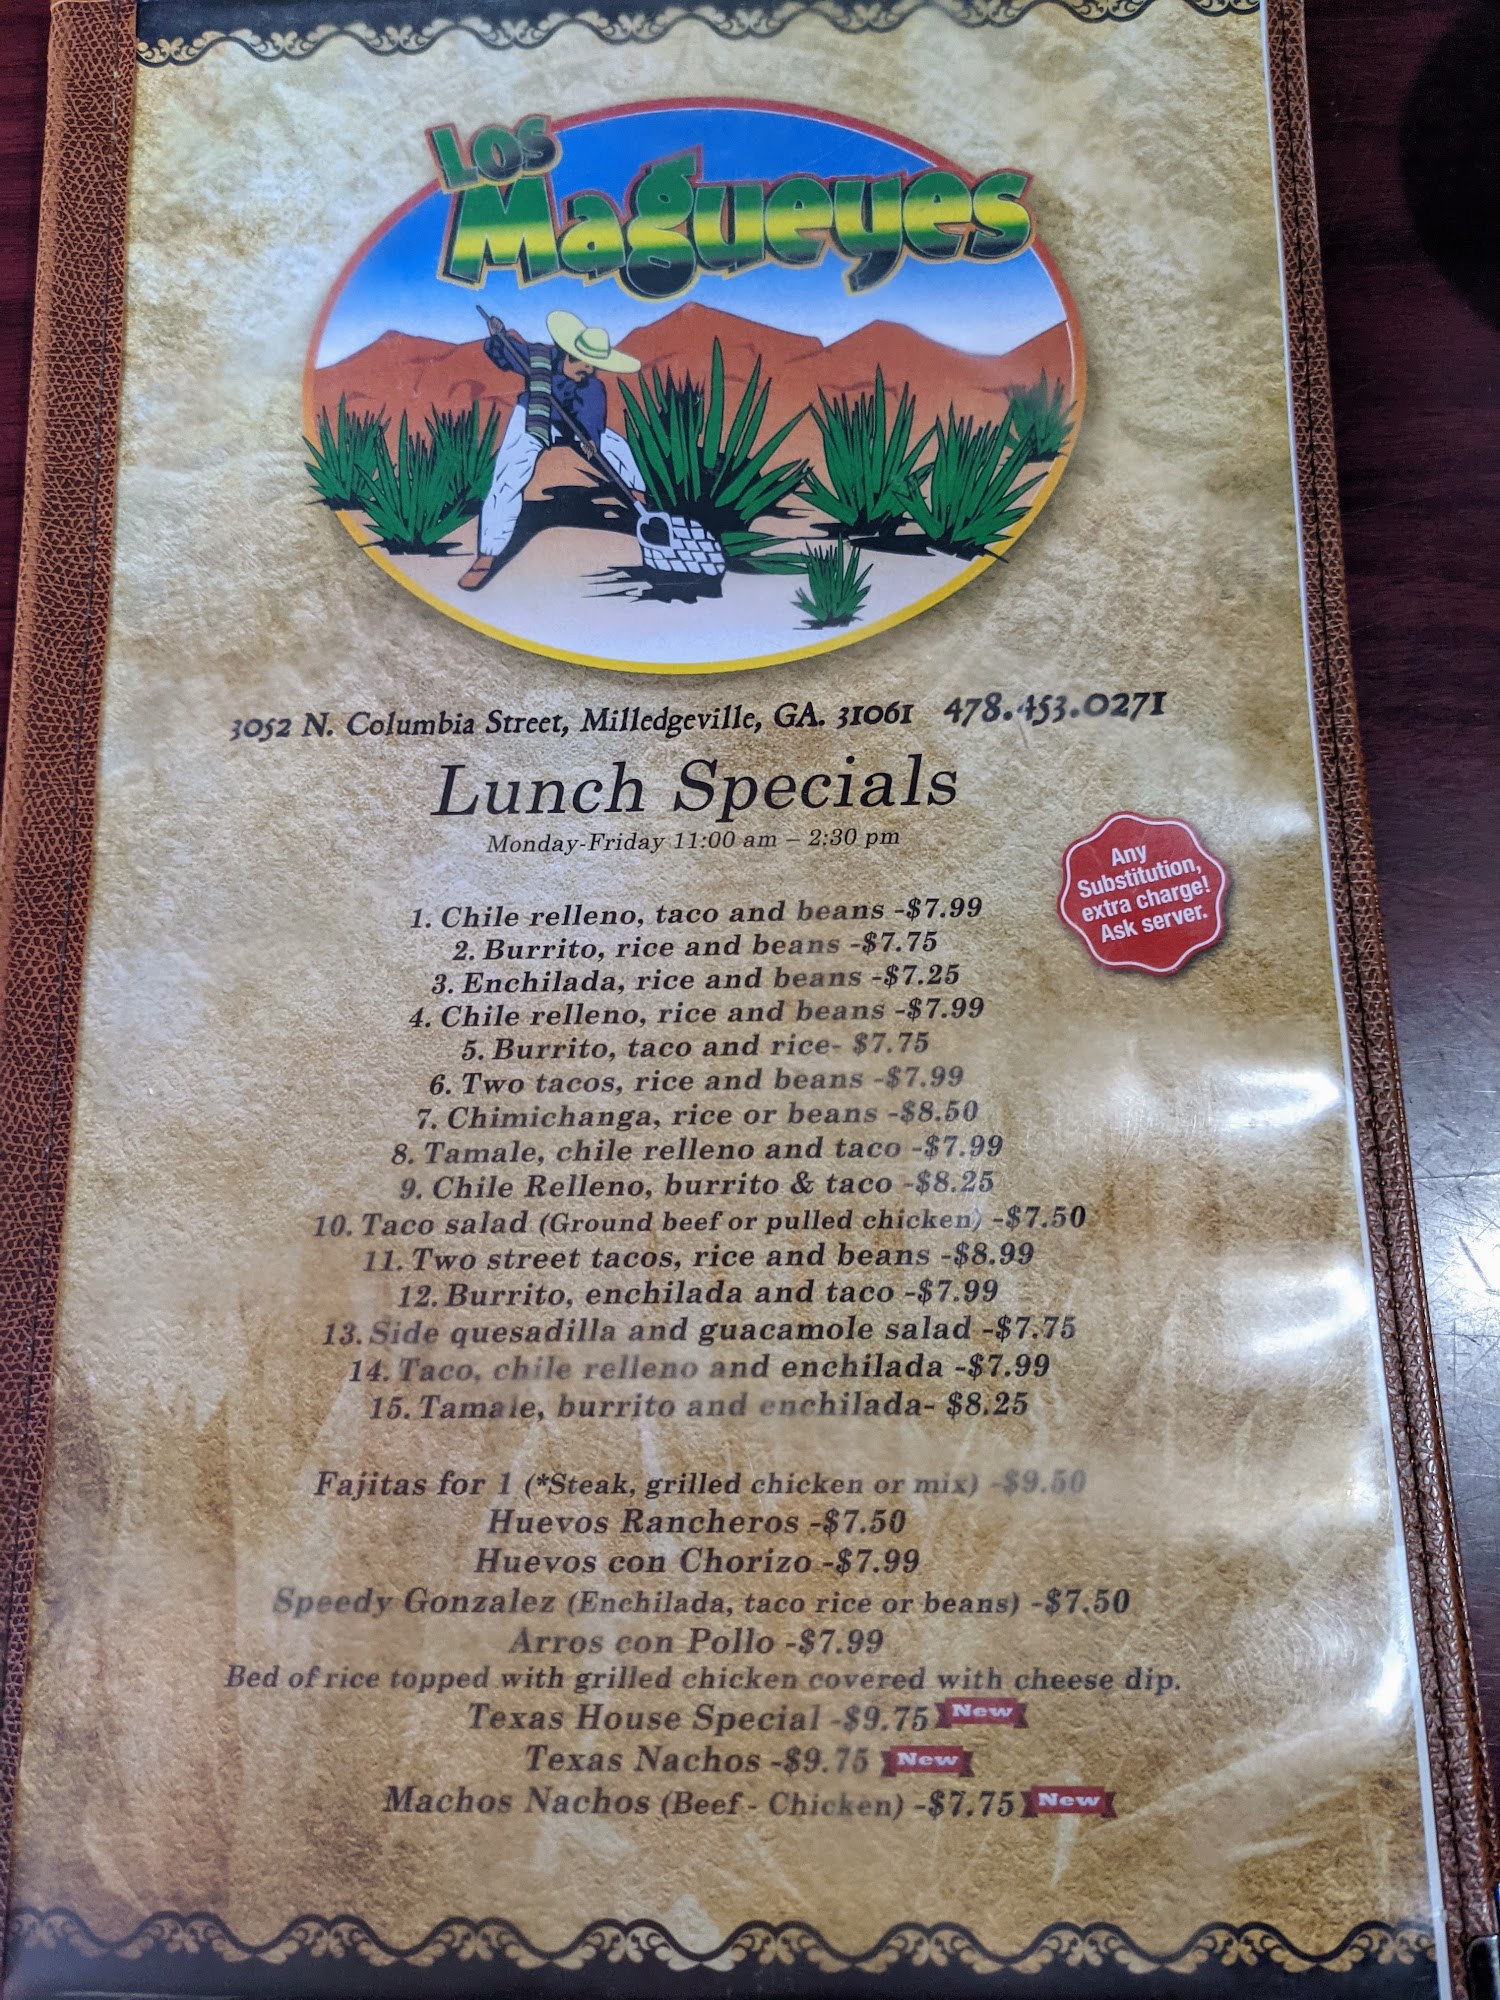 Los
Magueyes
3052 N. Columbia Street, Milledgeville, GA. 31061 478.453.0271
Lunch Specials
Monday-Friday 11:00 am – 2:30 pm
Any
Substitution,
extra charge!
Ask server.
1. Chile relleno, taco and beans -$7.99
2. Burrito, rice and beans -$7.75
3. Enchilada, rice and beans -$7.25
4. Chile relleno, rice and beans -$7.99
5. Burrito, taco and rice- $7.75
6. Two tacos, rice and beans -$7.99
7. Chimichanga, rice or beans -$8.50
8. Tamale, chile relleno and taco -$7.99
9. Chile Relleno, burrito & taco -$8.25
10. Taco salad (Ground beef or pulled chicken) -$7.50
11. Two street tacos, rice and beans -$8.99
12. Burrito, enchilada and taco -$7.99
13. Side quesadilla and guacamole salad -$7.75
14. Taco, chile relleno and enchilada -$7.99
15. Tamale, burrito and enchilada- $8.25
Fajitas for 1 (*Steak, grilled chicken or mix) -$9.50
Huevos Rancheros -$7.50
Huevos con Chorizo -$7.99
Speedy Gonzalez (Enchilada, taco rice or beans) -$7.50
Arros con Pollo -$7.99
Bed of rice topped with grilled chicken covered with cheese dip.
Texas House Special -$9.75 New
Texas Nachos -$9.75 New
Machos Nachos (Beef - Chicken) -$7.75 New